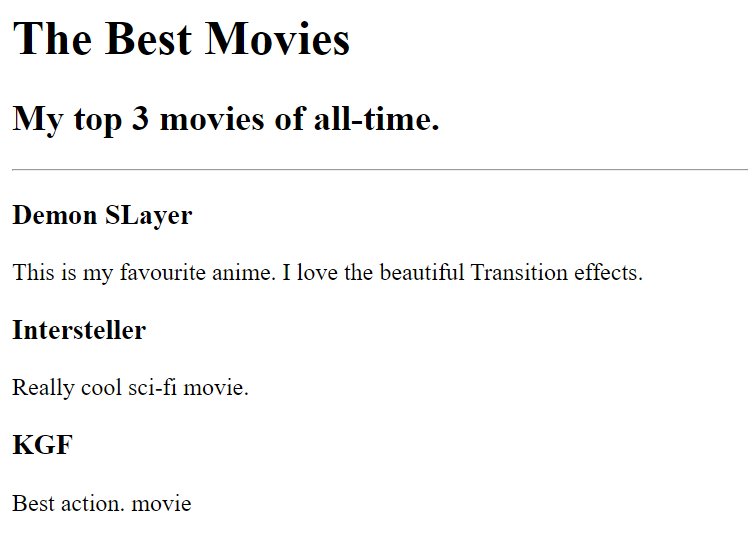 The Best Movies
My top 3 movies of all-time.
Demon SLayer
This is my favourite anime. I love the beautiful Transition effects.
Intersteller
Really cool sci-fi movie.
KGF
Best action. movie